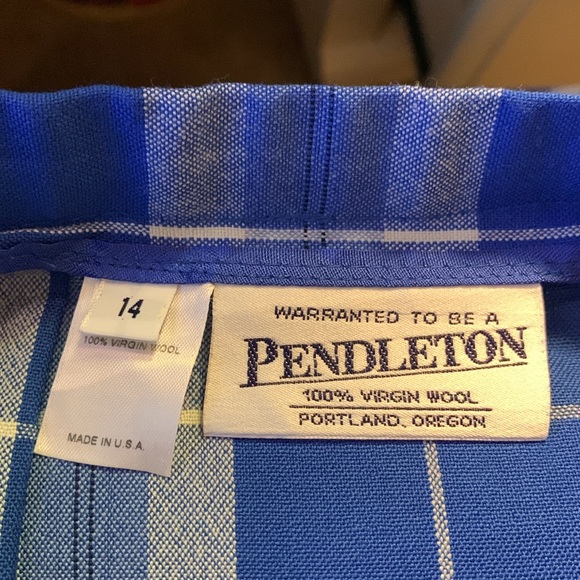 14
100% VIRGIN WOOL
MADE IN U.S.A.
WARRANTED TO BE A
PENDLETON
100% VIRGIN WOOL
PORTLAND, OREGON